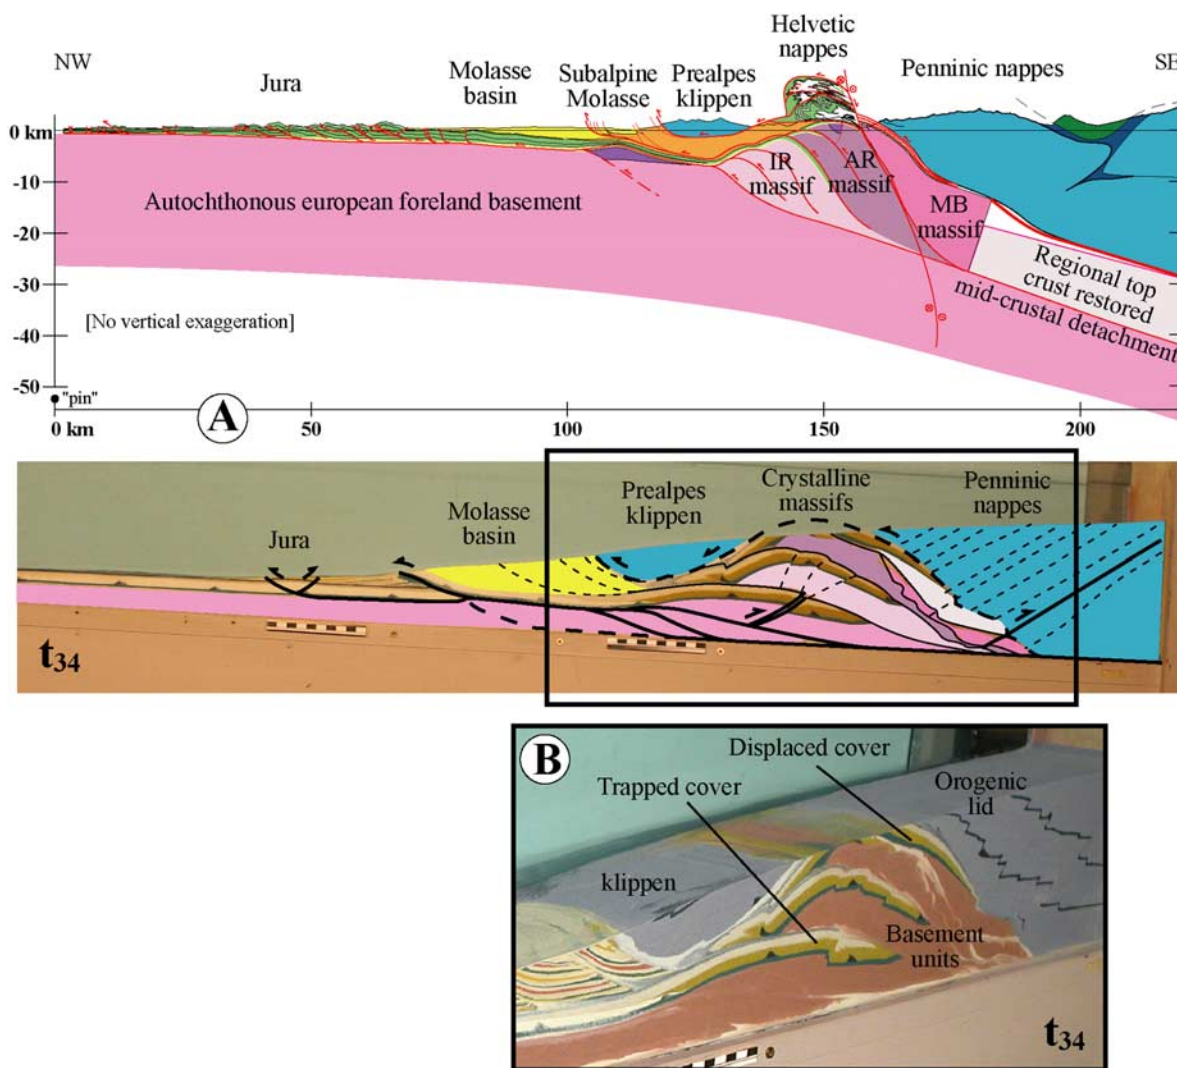 Helvetic
nappes
NW
Jura
Molasse
basin
Subalpine
Molasse
Prealpes
klippen
Penninic nappes
SE
0 km
-10
-20
-30
-40
-50
IR
massif
AR
massif
MB
massif
Autochthonous european foreland basement
Regional top
crust restored
mid-crustal detachment
[No vertical exaggeration]
"pin"
A
0 km
50
100
150
200
Jura
Molasse
basin
Prealpes
klippen
Crystalline
massifs
Penninic
nappes
t34
B
Displaced cover
Trapped cover
Orogenic
lid
klippen
Basement
units
t34